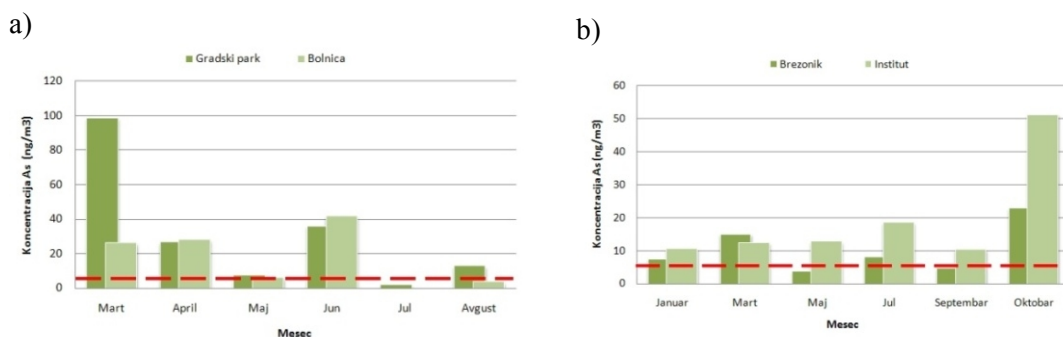 a)
Gradski park Bolnica
Koncentracija As (ng/m3)
120
100
80
60
40
20
0
Mart April Maj Jun Jul Avgust
Mesec
b)
Brezonik Institut
Koncentracija As (ng/m3)
60
50
40
30
20
10
0
Januar Mart Maj Jul Septembar Oktobar
Mesec